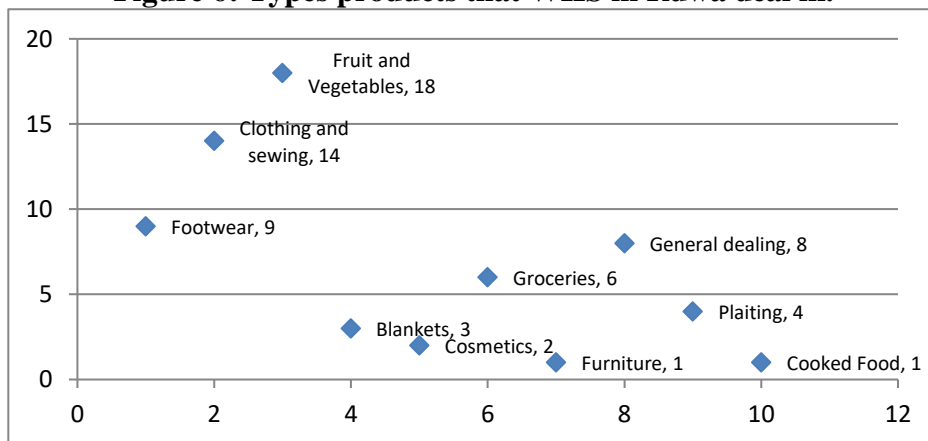 20
15
10
5
0
Fruit and
Vegetables, 18
Clothing and
sewing, 14
Footwear, 9
General dealing, 8
Groceries, 6
Plaiting, 4
Blankets, 3
Cosmetics, 2
Furniture, 1
Cooked Food, 1
0 2 4 6 8 10 12